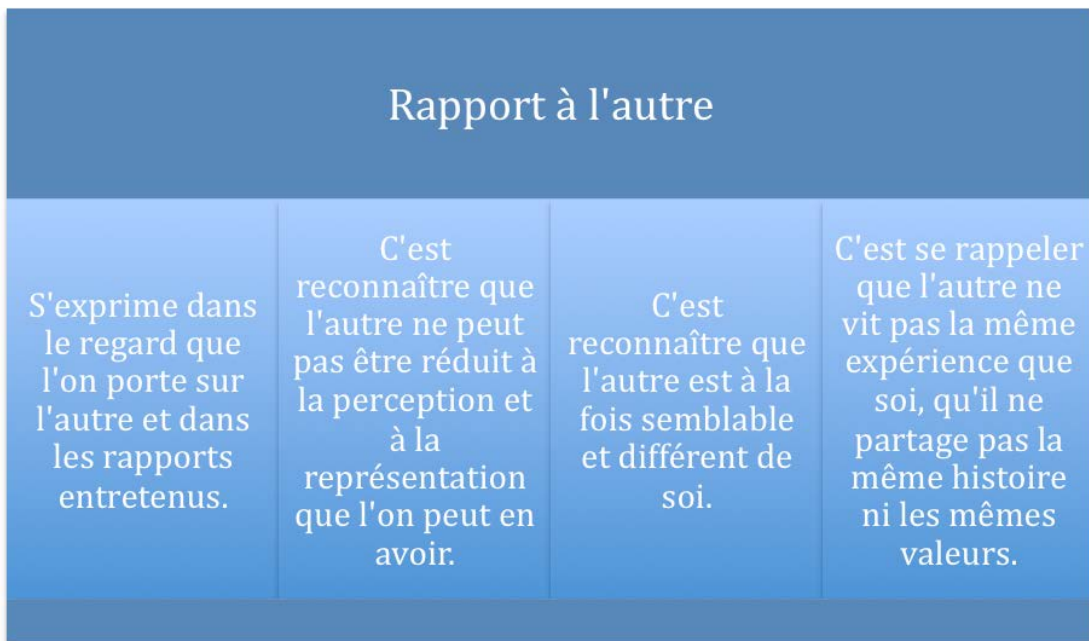 Rapport à l'autre
S'exprime dans
le regard que
l'on porte sur
l'autre et dans
les rapports
entretenus.
C'est
reconnaître que
l'autre ne peut
pas être réduit à
la perception et
à la
représentation
que l'on peut en
avoir.
C'est
reconnaître que
l'autre est à la
fois semblable
et différent de
soi.
C'est se rappeler
que l'autre ne
vit pas la même
expérience que
soi, qu'il ne
partage pas la
même histoire
ni les mêmes
valeurs.